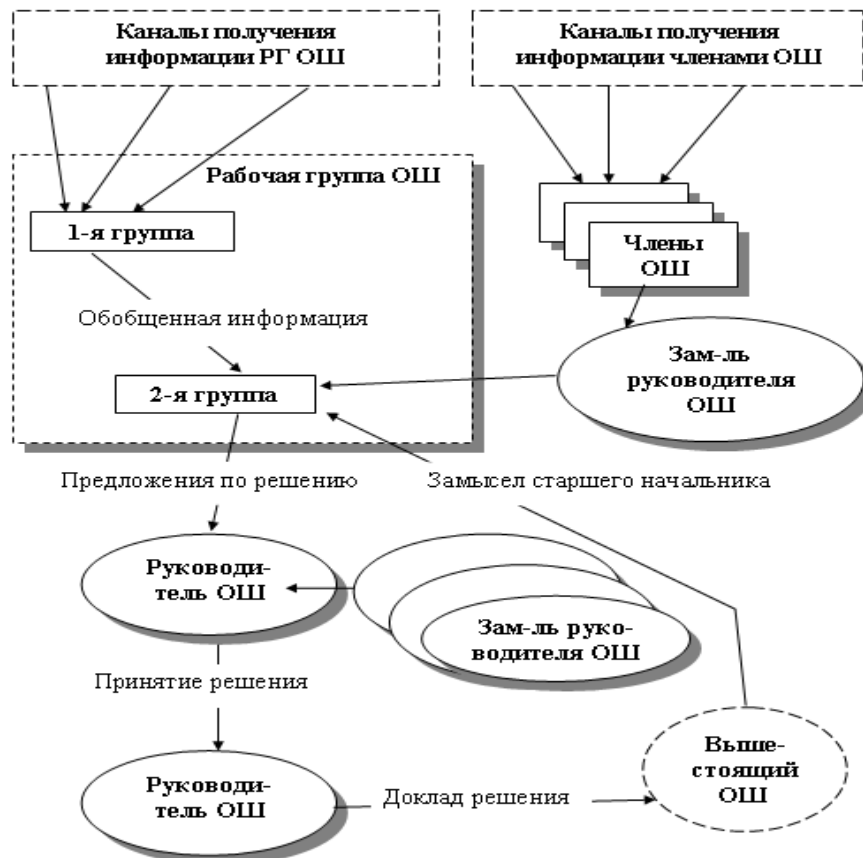 Каналы получения
информации РГ ОШ
Каналы получения
информации членами ОШ
Рабочая группа ОШ
1-я группа
Члены
ОШ
Обобщенная информация
Зам-ль
руководителя
ОШ
2-я группа
Предложения по решению
Замысел старшего начальника
Руководи-
тель ОШ
Зам-ль руко-
водителя ОШ
Принятие решения
Выше-
стоящий
ОШ
Руководи-
тель ОШ
Доклад решения